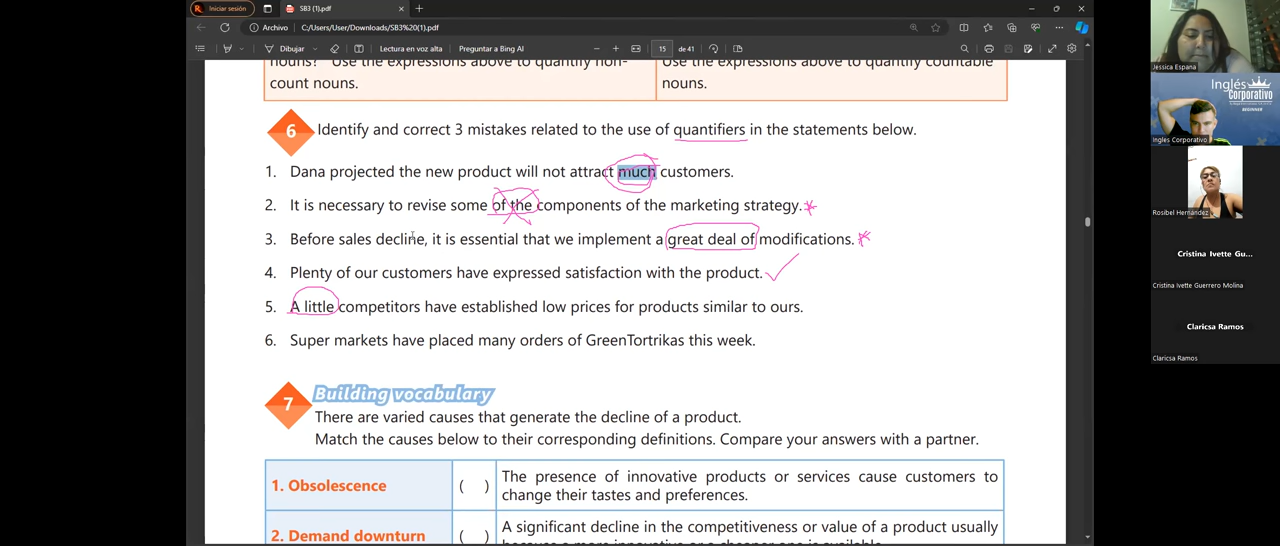 Iniciar sesión
SB3 (1).pdf
Archivo
C:/Users/User/Downloads/SB3%20(1).pdf
Dibujar
Lectura en voz alta
Preguntar a Bing AI
15
de 41
nouns? Use the expressions above to quantify non-
count nouns.
Use the expressions above to quantify countable
nouns.
6
Identify and correct 3 mistakes related to the use of quantifiers in the statements below.
1. Dana projected the new product will not attract much customers.
2. It is necessary to revise some of the components of the marketing strategy.
3. Before sales decline, it is essential that we implement a great deal of modifications.
4. Plenty of our customers have expressed satisfaction with the product.
5. A little competitors have established low prices for products similar to ours.
6. Super markets have placed many orders of GreenTortrikas this week.
7
Building vocabulary
There are varied causes that generate the decline of a product.
Match the causes below to their corresponding definitions. Compare your answers with a partner.
1. Obsolescence
( )
The presence of innovative products or services cause customers to
change their tastes and preferences.
2. Demand downturn
( )
A significant decline in the competitiveness or value of a product usually
because a more innovative or a cheaper one is available.
Jessica Espana
Inglés
Corporativo
BEGINNER
Ingles Corporativo
Rosibel Hernández
Cristina Ivette Gu...
Cristina Ivette Guerrero Molina
Claricsa Ramos
Claricsa Ramos